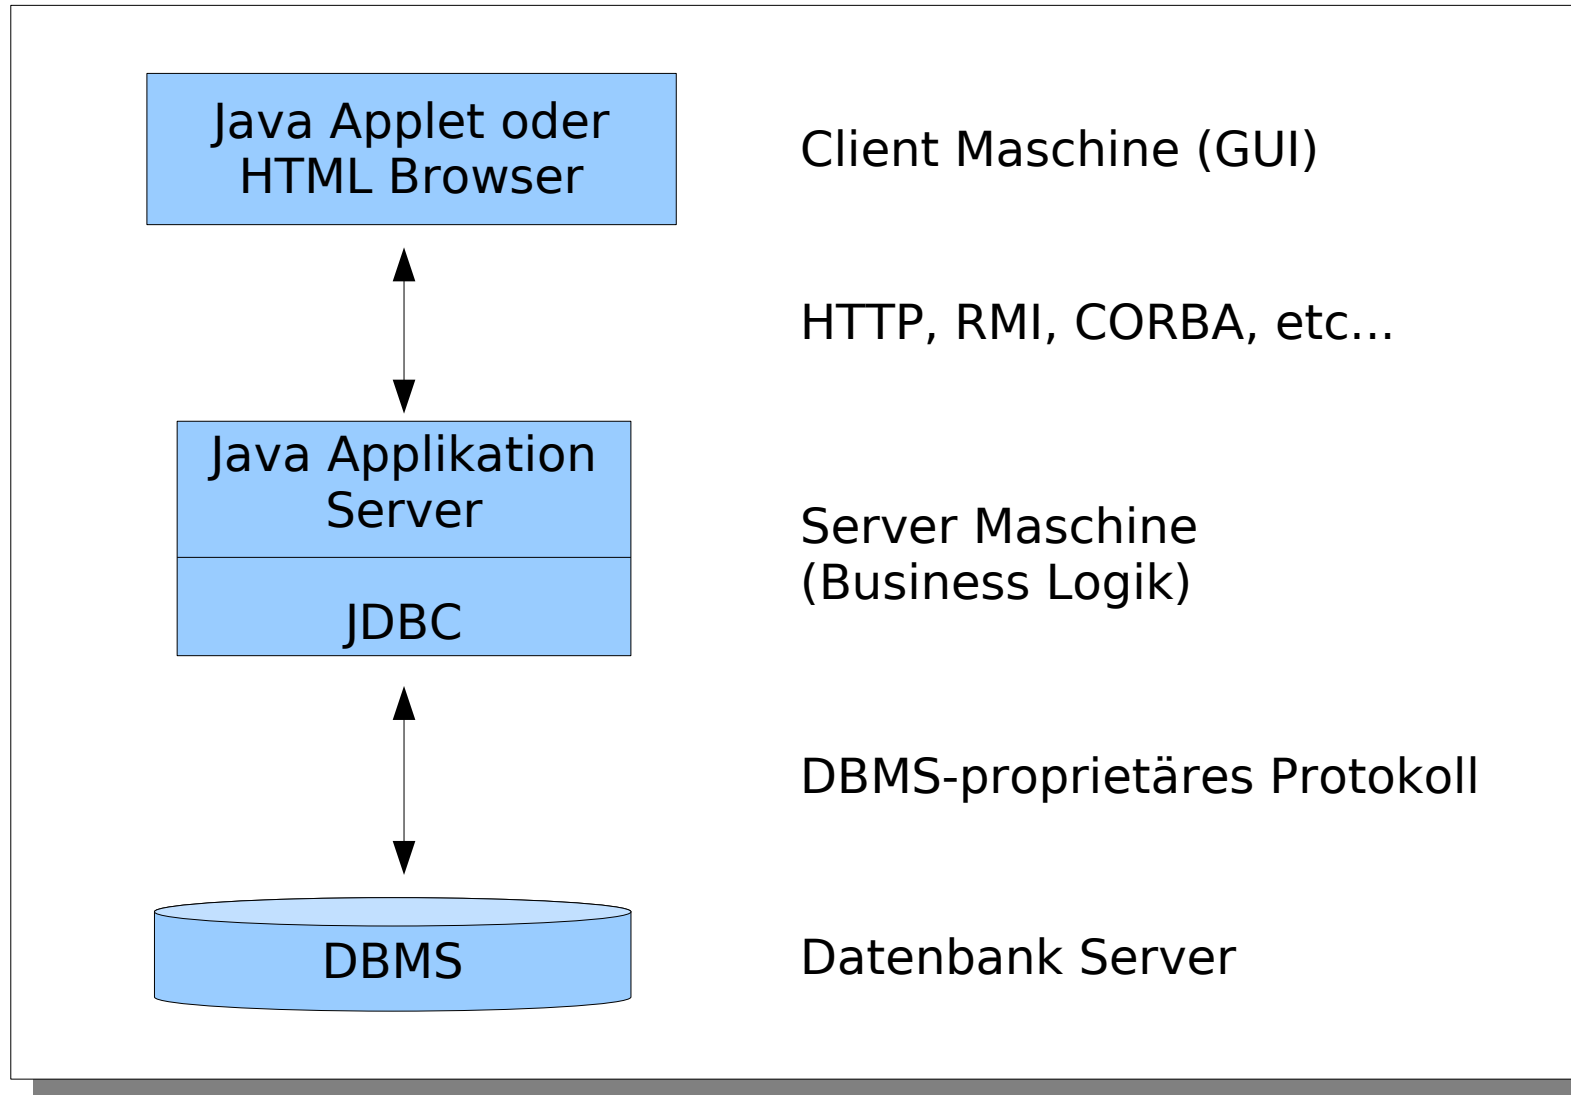 Java Applet oder
HTML Browser
Client Maschine (GUI)
HTTP, RMI, CORBA, etc...
Java Applikation
Server
JDBC
Server Maschine
(Business Logik)
DBMS-proprietäres Protokoll
DBMS
Datenbank Server